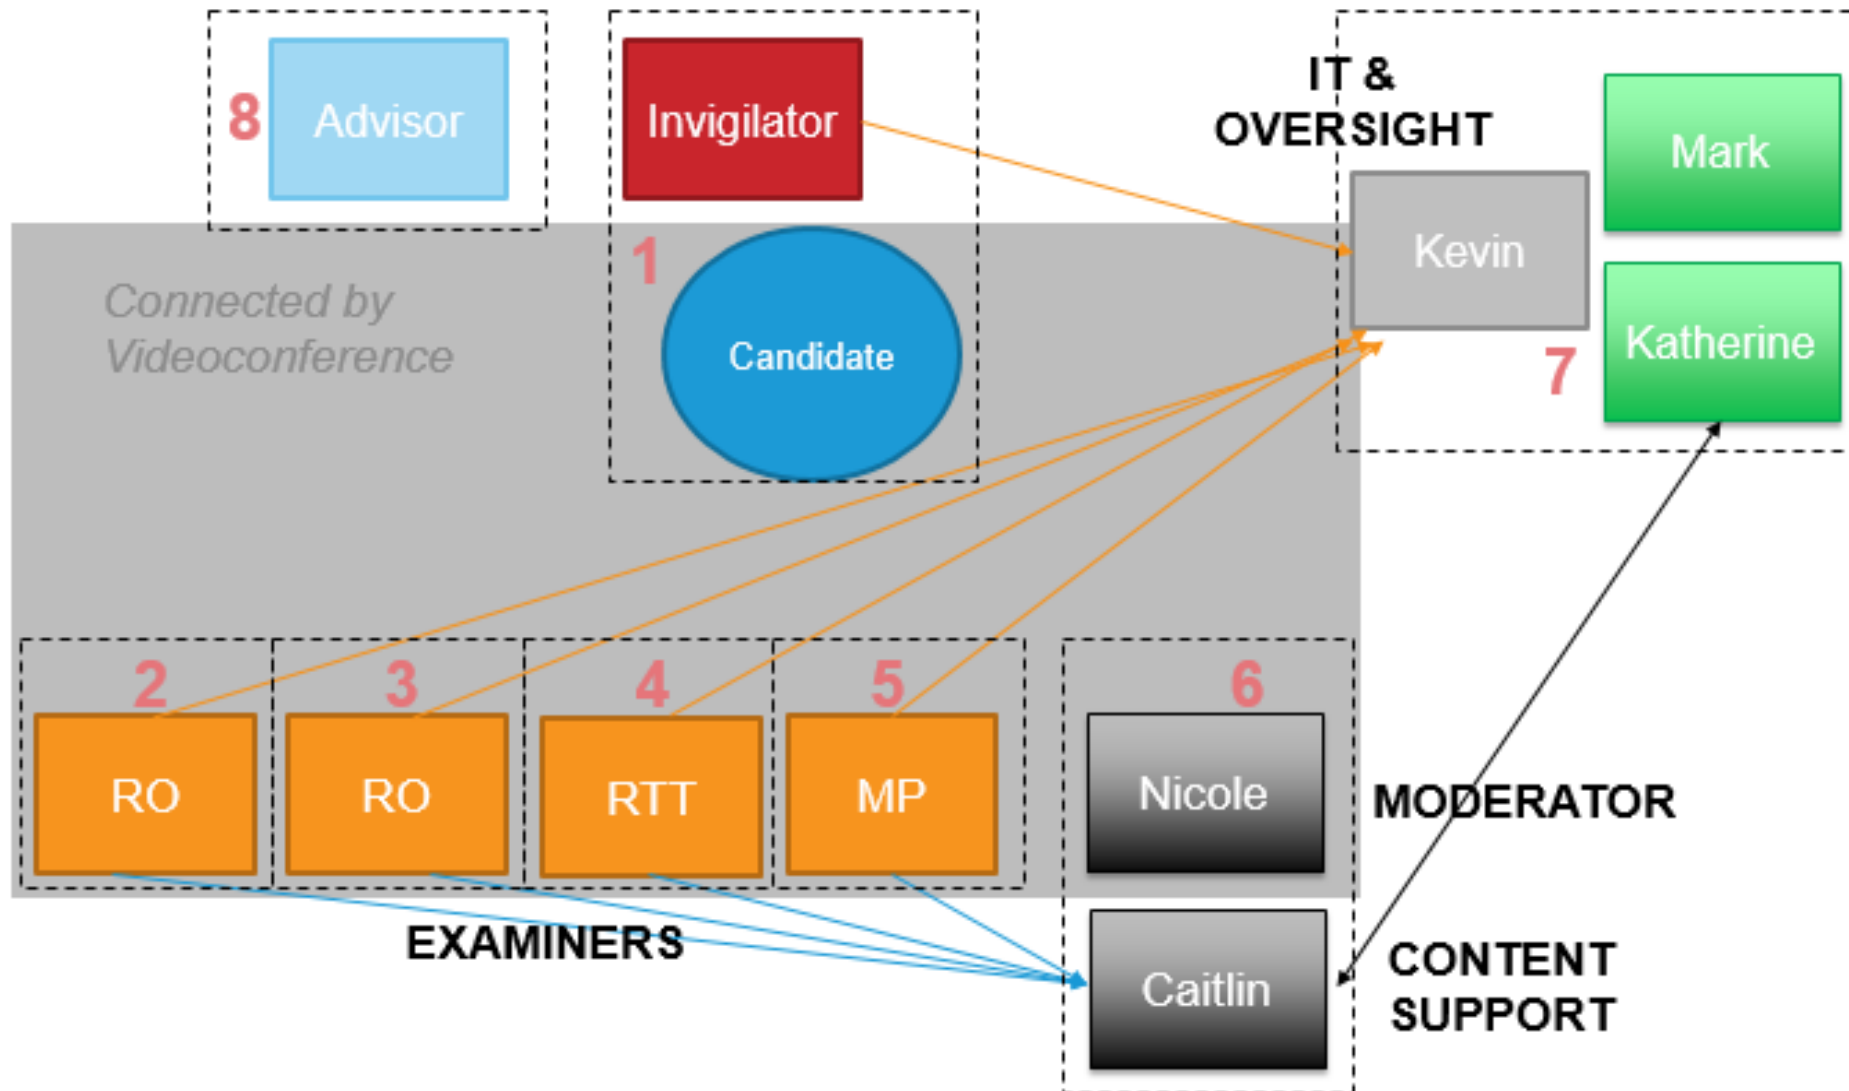 8
Advisor
Invigilator
IT &
OVERSIGHT
Mark
Connected by
Videoconference
1
Candidate
Kevin
7
Katherine
2
3
4
5
6
RO
RO
RTT
MP
Nicole
MODERATOR
EXAMINERS
Caitlin
CONTENT
SUPPORT